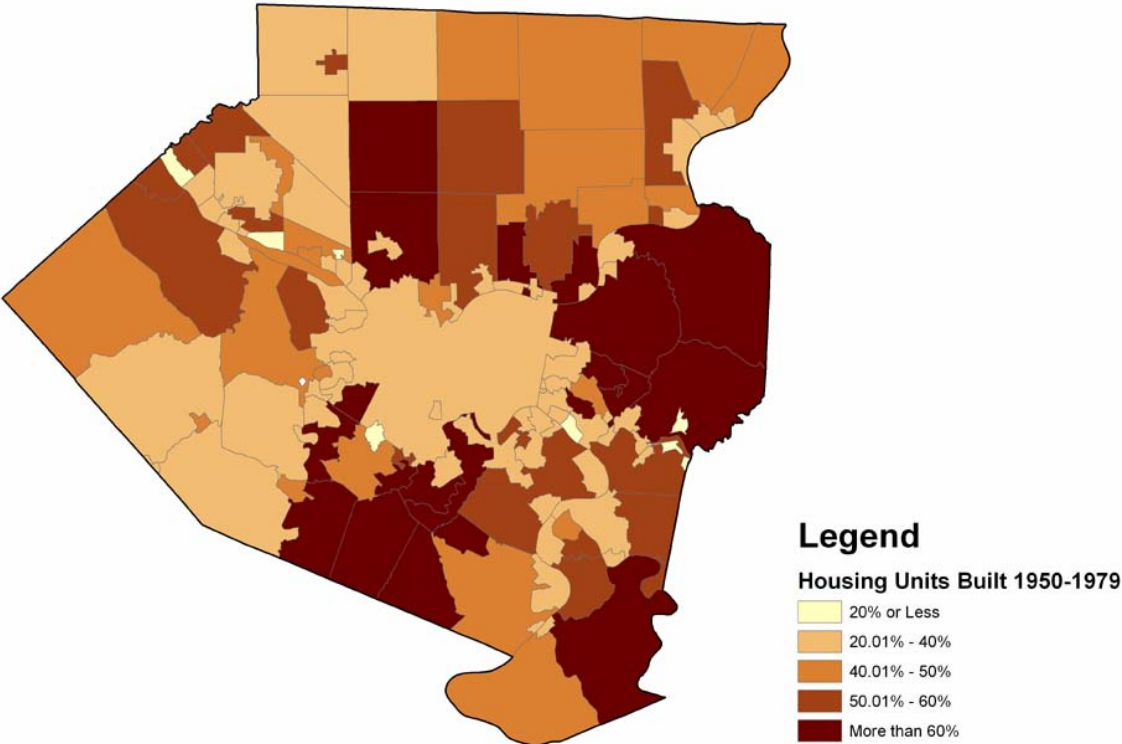 Legend
Housing Units Built 1950-1979
20% or Less
20.01% - 40%
40.01% - 50%
50.01% - 60%
More than 60%